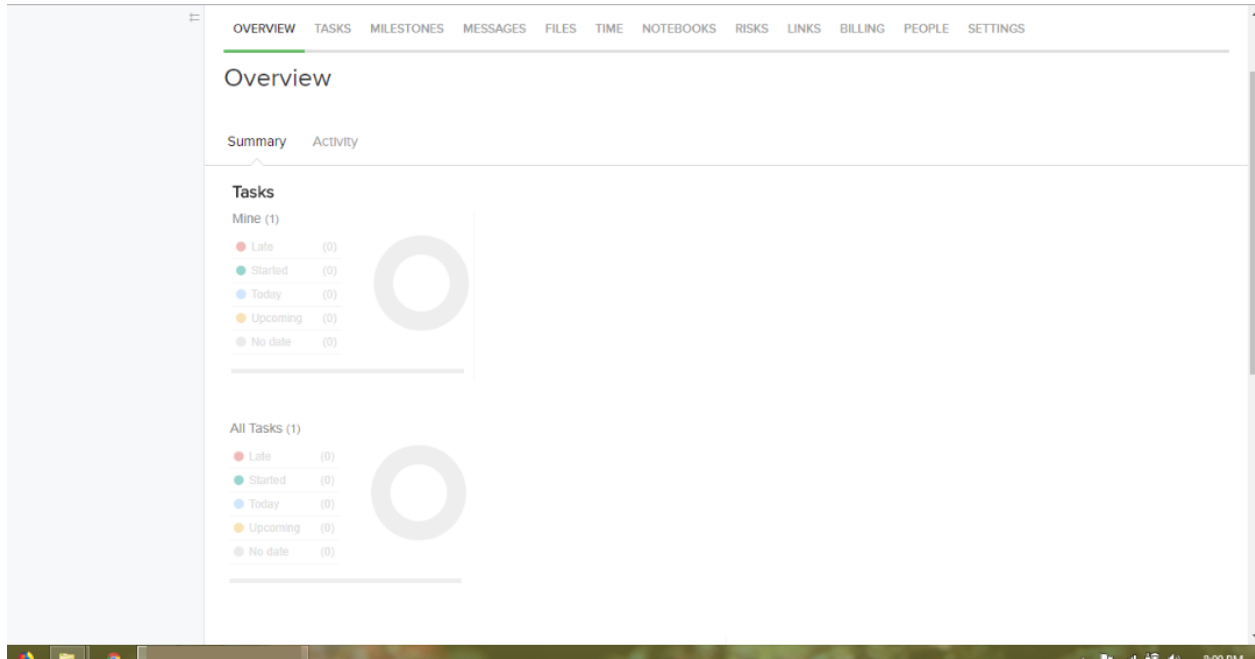 OVERVIEW TASKS MILESTONES MESSAGES FILES TIME NOTEBOOKS RISKS LINKS BILLING PEOPLE SETTINGS
Overview
Summary Activity
Tasks
Mine (1)
Late (0)
Started (0)
Today (0)
Upcoming (0)
No date (0)
All Tasks (1)
Late (0)
Started (0)
Today (0)
Upcoming (0)
No date (0)